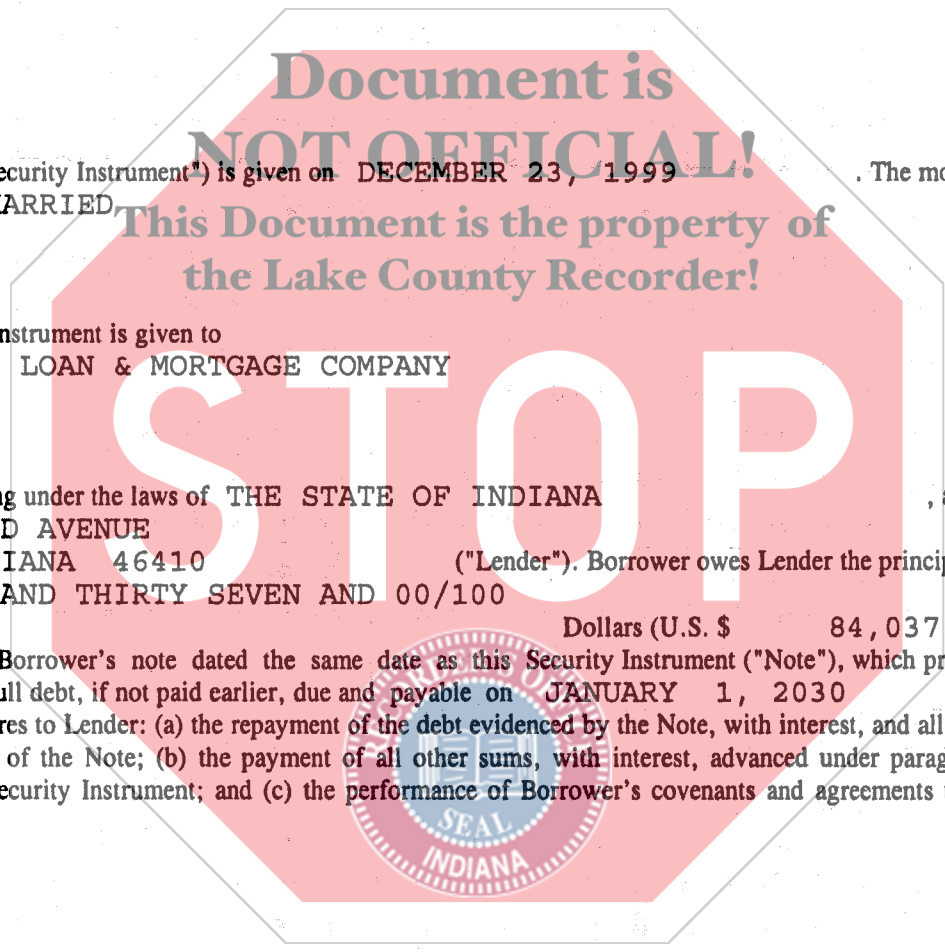 Document is
NOT OFFICIAL!
ecurity Instrument") is given on DECEMBER 23, 1999 . The mo
ARRIED
This Document is the property of
the Lake County Recorder!
nstrument is given to
LOAN & MORTGAGE COMPANY
STOP
g under the laws of THE STATE OF INDIANA , a
D AVENUE
IANA 46410 ("Lender"). Borrower owes Lender the princip
AND THIRTY SEVEN AND 00/100
Dollars (U.S. $ 84,037
Borrower's note dated the same date as this Security Instrument ("Note"), which pr
ull debt, if not paid earlier, due and payable on JANUARY 1, 2030
res to Lender: (a) the repayment of the debt evidenced by the Note, with interest, and all
of the Note; (b) the payment of all other sums, with interest, advanced under parag
ecurity Instrument; and (c) the performance of Borrower's covenants and agreements
SEAL
INDIANA